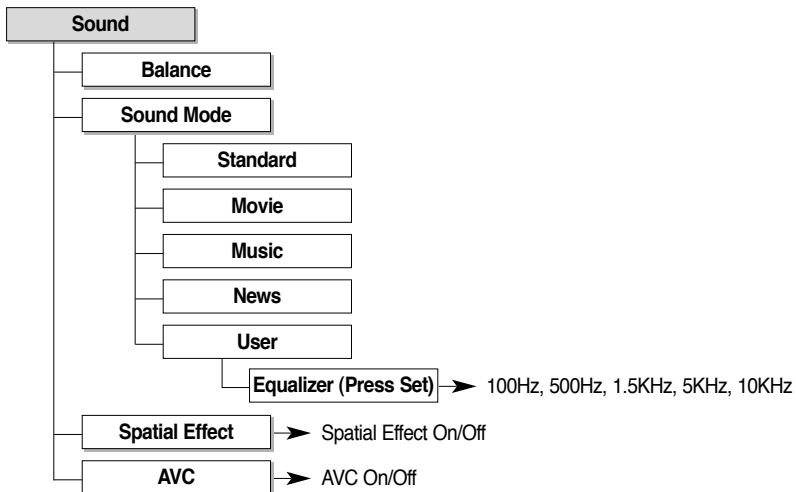 Sound
Balance
Sound Mode
Standard
Movie
Music
News
User
Equalizer (Press Set) 100Hz, 500Hz, 1.5KHz, 5KHz, 10KHz
Spatial Effect Spatial Effect On/Off
AVC AVC On/Off